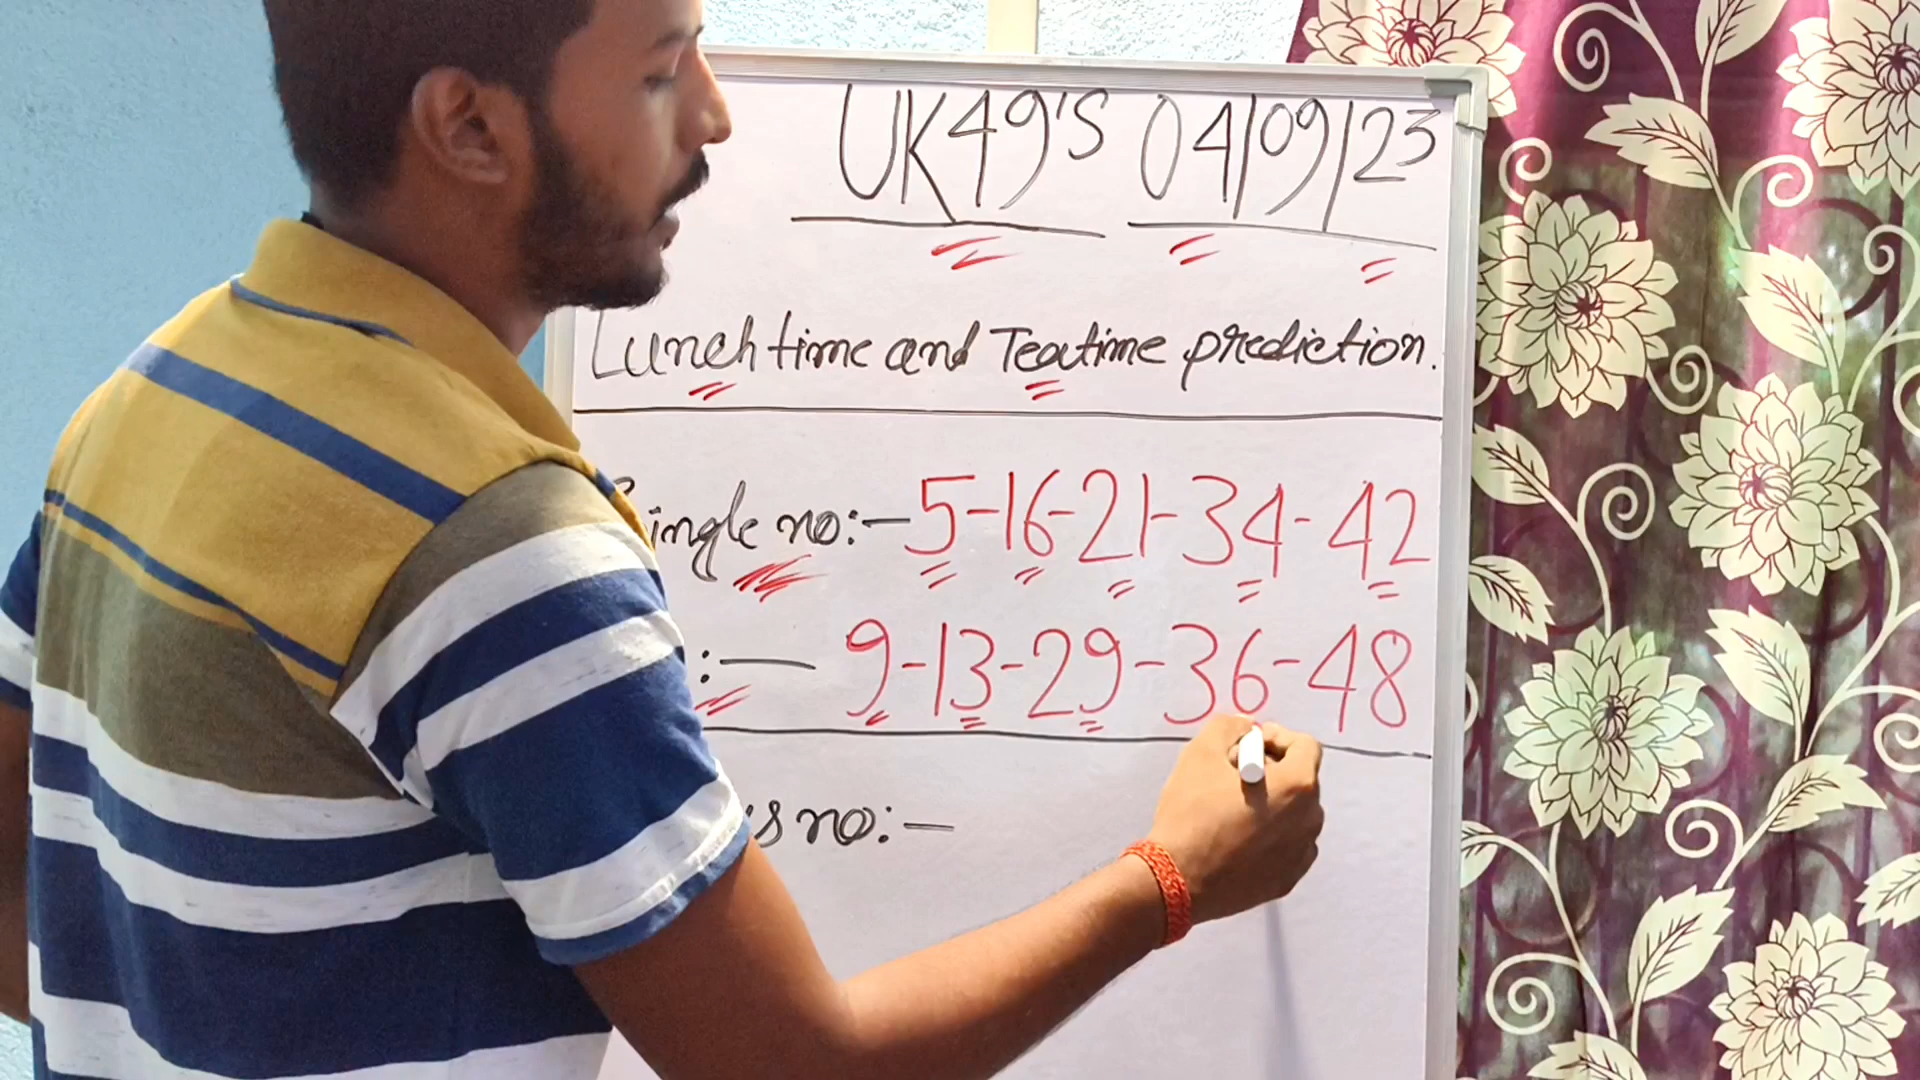 UK49'S 04/09/23
Lunch time and Teatime prediction.
Single no:- 5-16-21-34-42
:- 9-13-29-36-48
s no:-